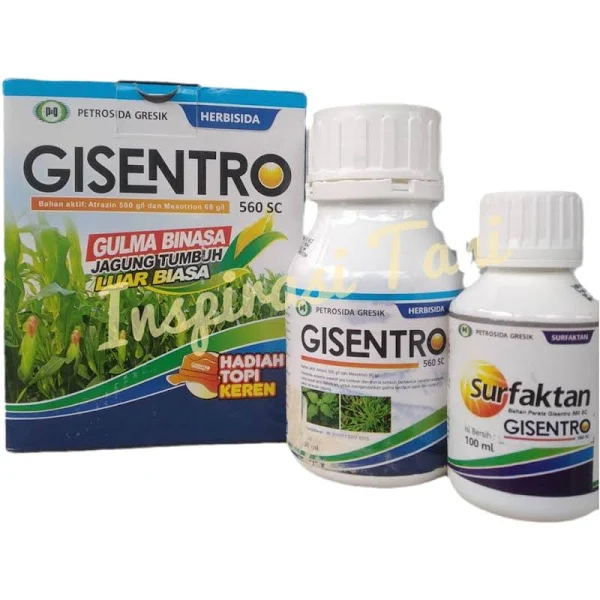 PETROSIDA GRESIK HERBISIDA
GISENTRO
560 SC
Bahan aktif: Atrazin 500 g/l dan Mesotrion 60 g/l
GULMA BINASA
JAGUNG TUMBUH
LUAR BIASA
HADIAH
TOPI
KEREN
Inspirasi Tani
PETROSIDA GRESIK HERBISIDA
GISENTRO
560 SC
PETROSIDA GRESIK SURFAKTAN
Surfaktan
Bahan Perata Gisentro 560 SC
Isi Bersih :
100 ml
GISENTRO
560 SC